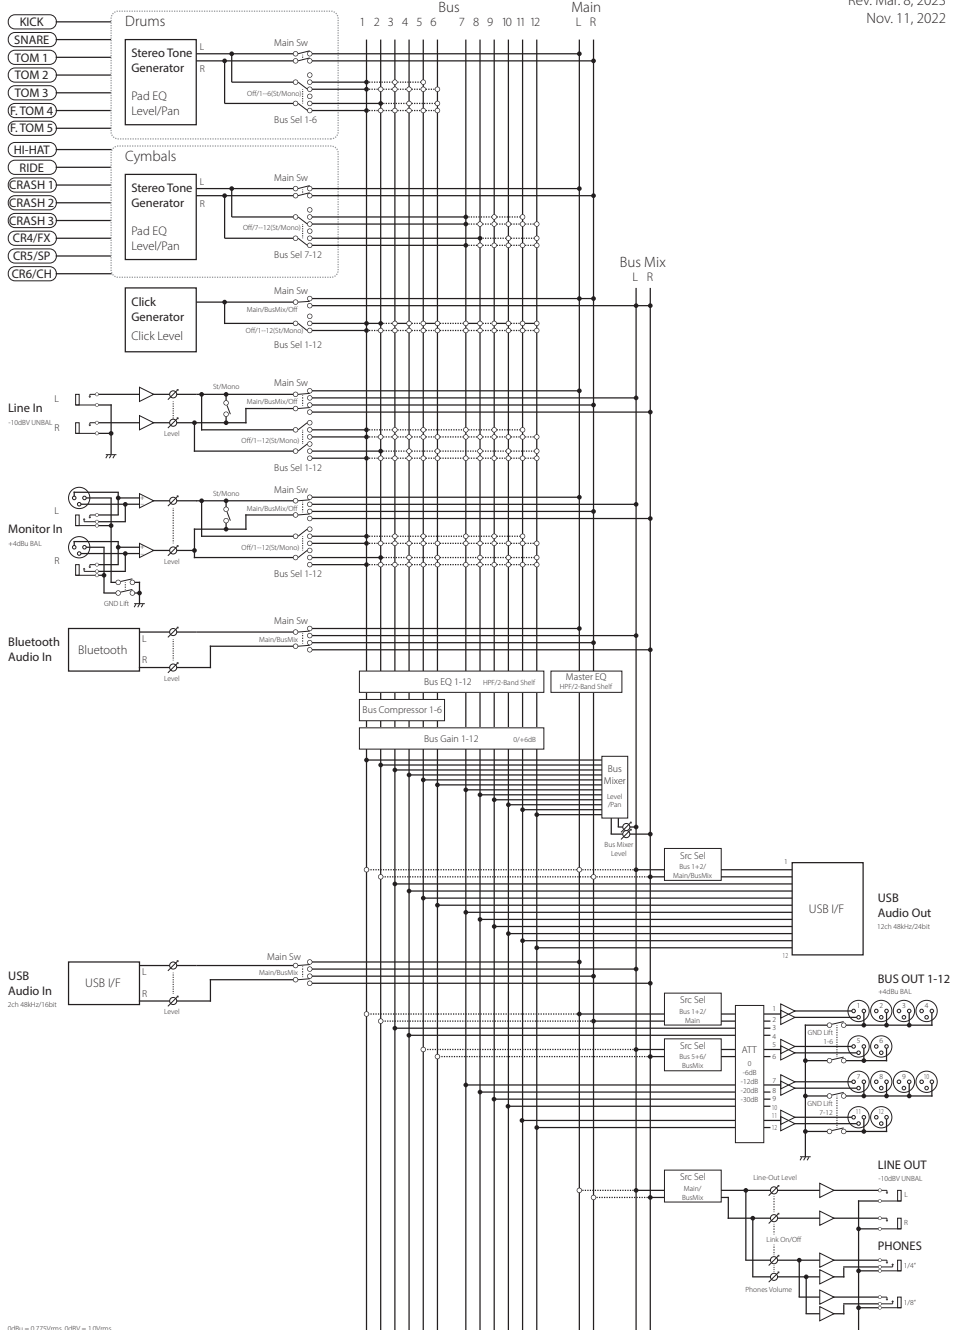 Rev. Mar. 8, 2023
Nov. 11, 2022
Bus
Main
1 2 3 4 5 6 7 8 9 10 11 12 L R
KICK
SNARE
TOM 1
TOM 2
TOM 3
F. TOM 4
F. TOM 5
Drums
Stereo Tone
Generator
Pad EQ
Level/Pan
L
R
Main Sw
Off/1--6(St/Mono)
Bus Sel 1-6
HI-HAT
RIDE
CRASH 1
CRASH 2
CRASH 3
CR4/FX
CR5/SP
CR6/CH
Cymbals
Stereo Tone
Generator
Pad EQ
Level/Pan
L
R
Main Sw
Off/7--12(St/Mono)
Bus Sel 7-12
Bus Mix
L R
Click
Generator
Click Level
Main Sw
Main/BusMix/Off
Off/1--12(St/Mono)
Bus Sel 1-12
Line In
-10dBV UNBAL
L
R
Level
St/Mono
Main Sw
Main/BusMix/Off
Off/1--12(St/Mono)
Bus Sel 1-12
Monitor In
+4dBu BAL
L
R
GND Lift
Level
St/Mono
Main Sw
Main/BusMix/Off
Off/1--12(St/Mono)
Bus Sel 1-12
Bluetooth
Audio In
Bluetooth
L
R
Level
Main Sw
Main/BusMix
Bus EQ 1-12 HPF/2-Band Shelf
Master EQ
HPF/2-Band Shelf
Bus Compressor 1-6
Bus Gain 1-12 0/+6dB
Bus
Mixer
Level
/Pan
Bus Mixer
Level
Src Sel
Bus 1+2/
Main/BusMix
1
12
USB I/F
USB
Audio Out
12ch 48kHz/24bit
USB
Audio In
2ch 48kHz/16bit
USB I/F
L
R
Level
Main Sw
Main/BusMix
BUS OUT 1-12
+4dBu BAL
Src Sel
Bus 1+2/
Main
Src Sel
Bus 5+6/
BusMix
ATT
0
-6dB
-12dB
-20dB
-30dB
1
2
3
4
5
6
7
8
9
10
11
12
1 2 3 4
GND Lift
1-6
5 6
7 8 9 10
GND Lift
7-12
11 12
LINE OUT
-10dBV UNBAL
Src Sel
Main/
BusMix
Line-Out Level
L
R
Link On/Off
PHONES
1/4"
1/8"
Phones Volume
0dBu = 0.775Vrms, 0dBV = 1.0Vrms